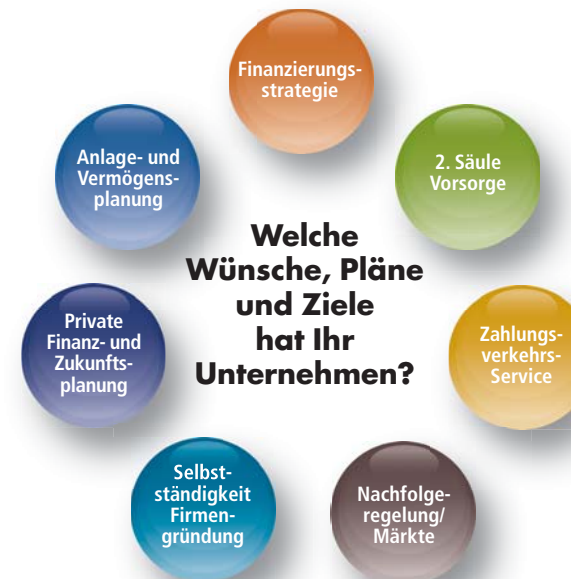 Finanzierungs-
strategie
Anlage- und
Vermögens-
planung
2. Säule
Vorsorge
Welche
Wünsche, Pläne
und Ziele
hat Ihr
Unternehmen?
Private
Finanz- und
Zukunfts-
planung
Zahlungs-
verkehrs-
Service
Selbst-
ständigkeit
Firmen-
gründung
Nachfolge-
regelung/
Märkte